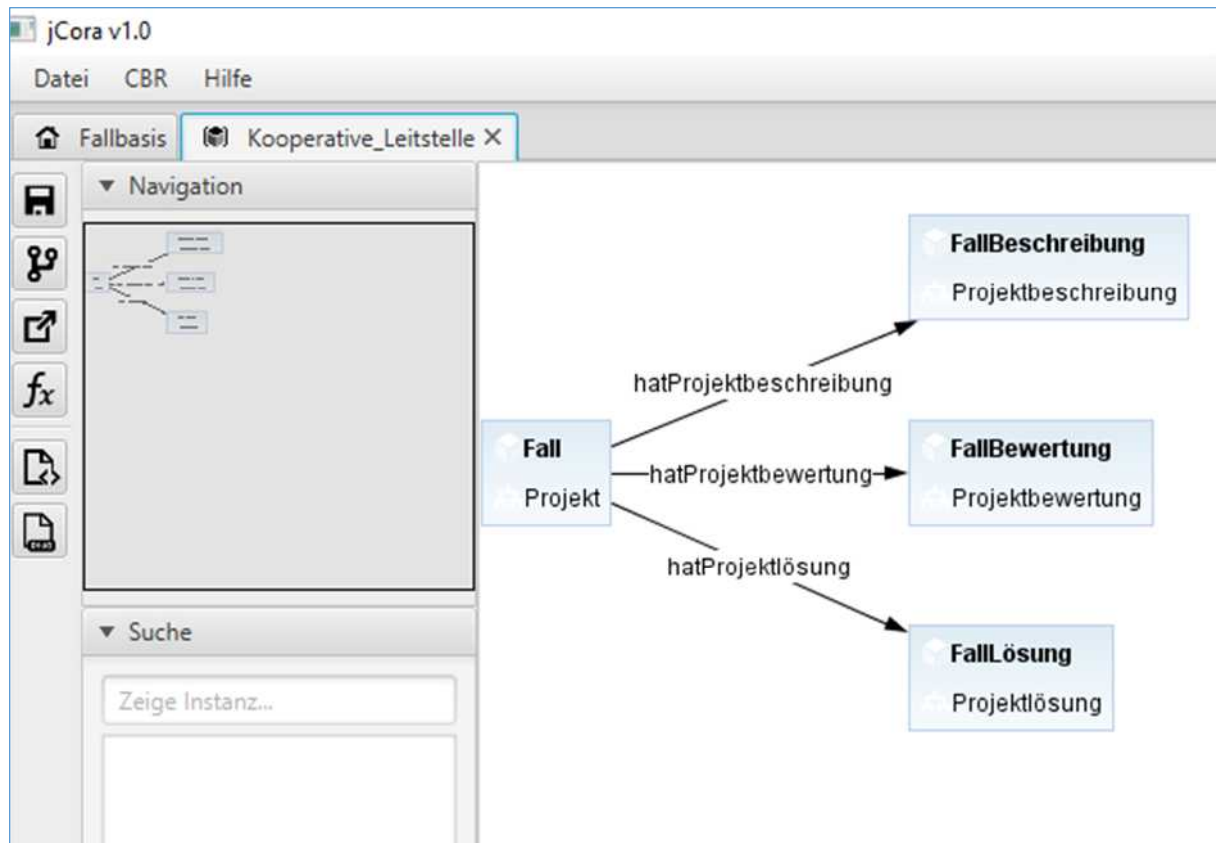 jCora v1.0
Datei CBR Hilfe
Fallbasis Kooperative_Leitstelle
Navigation
FallBeschreibung
Projektbeschreibung
hatProjektbeschreibung
Fall
Projekt
hatProjektbewertung
FallBewertung
Projektbewertung
hatProjektlösung
FallLösung
Projektlösung
Suche
Zeige Instanz...